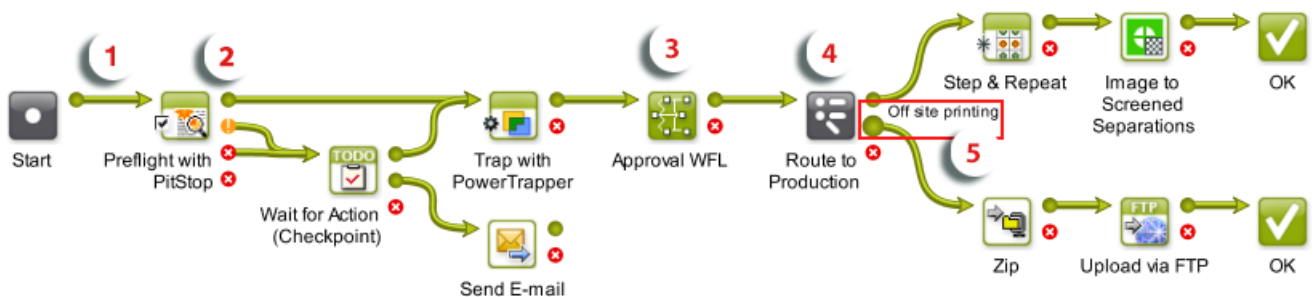 1
2
3
4
Start
Preflight with
PitStop
TODO
Wait for Action
(Checkpoint)
Send E-mail
Trap with
PowerTrapper
Approval WFL
Route to
Production
Off site printing
5
Step & Repeat
Image to
Screened
Separations
OK
Zip
FTP
Upload via FTP
OK